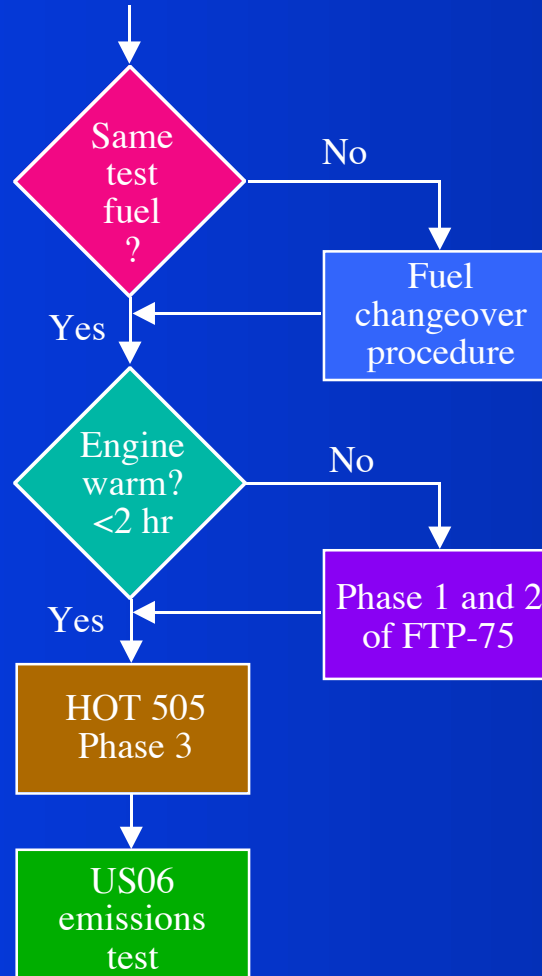 Same
test
fuel
?
No
Fuel
changeover
procedure
Yes
Engine
warm?
<2 hr
No
Phase 1 and 2
of FTP-75
Yes
HOT 505
Phase 3
US06
emissions
test